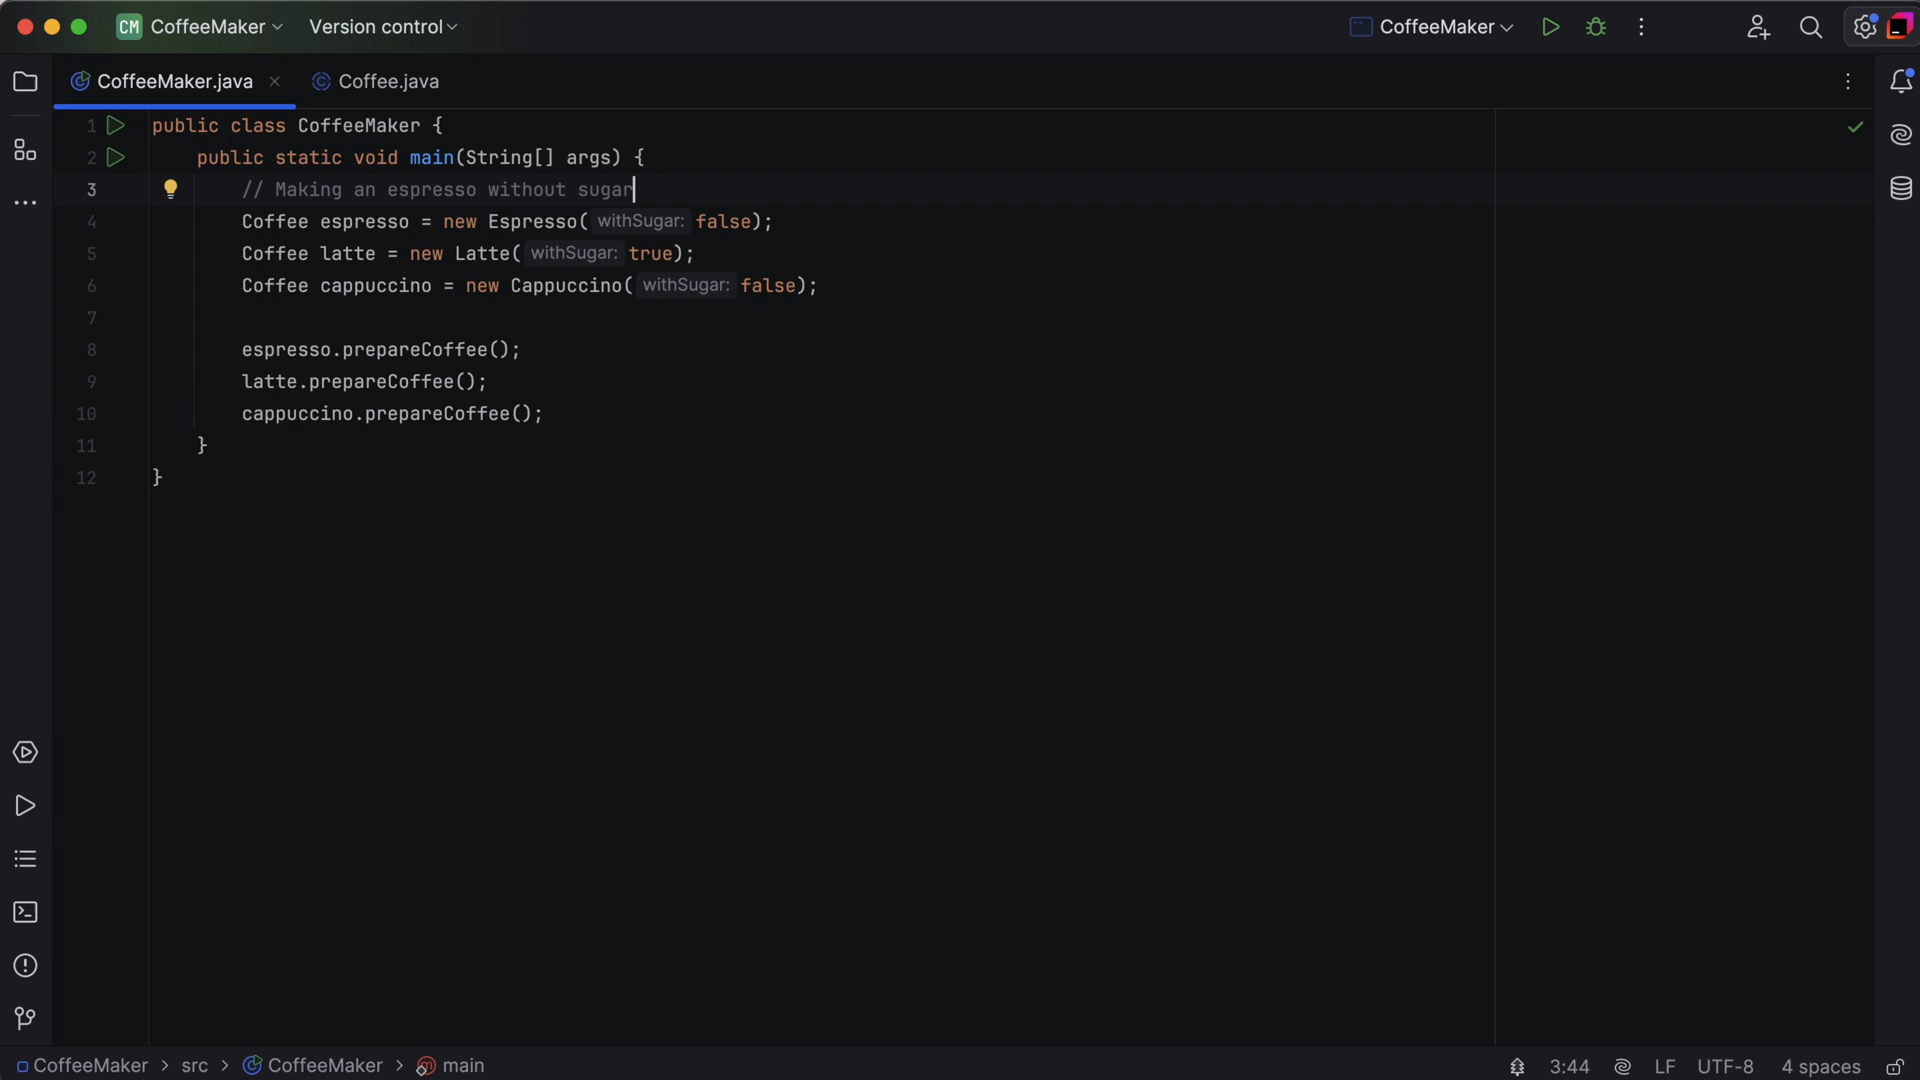 CM CoffeeMaker Version control CoffeeMaker
CoffeeMaker.java Coffee.java
1 public class CoffeeMaker {
2 public static void main(String[] args) {
3 // Making an espresso without sugar
4 Coffee espresso = new Espresso( withSugar: false);
5 Coffee latte = new Latte( withSugar: true);
6 Coffee cappuccino = new Cappuccino( withSugar: false);
7
8 espresso.prepareCoffee();
9 latte.prepareCoffee();
10 cappuccino.prepareCoffee();
11 }
12 }
CoffeeMaker > src > CoffeeMaker > m main 3:44 LF UTF-8 4 spaces